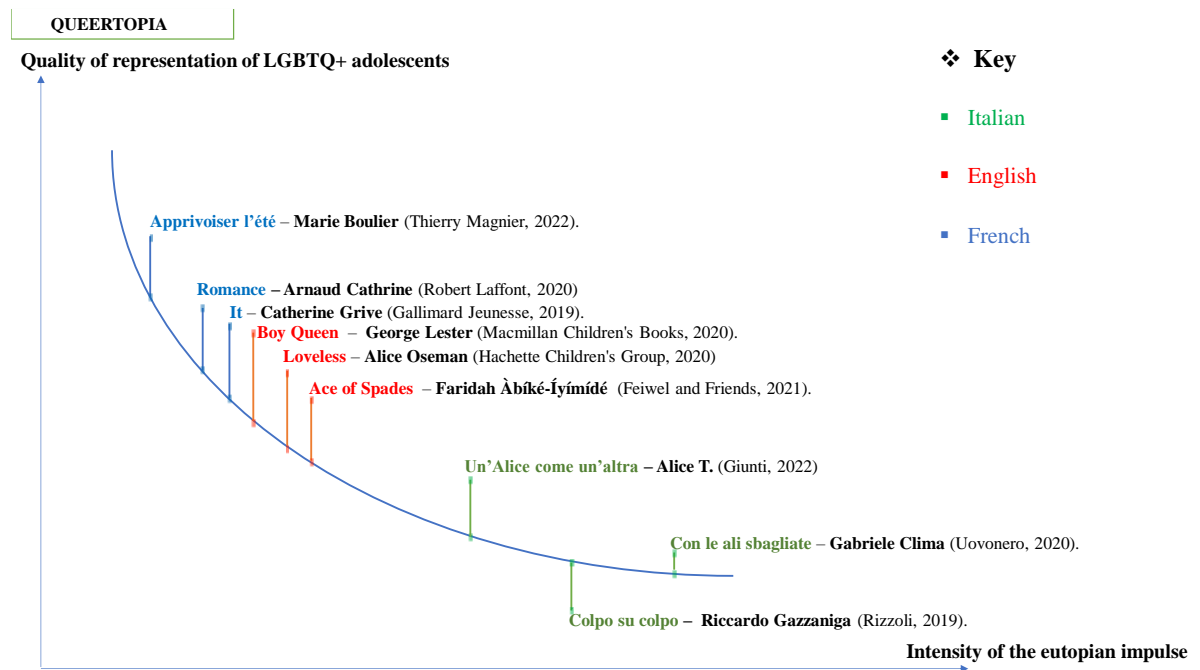 QUEERTOPIA
Quality of representation of LGBTQ+ adolescents
❖ Key
▪ Italian
▪ English
▪ French
Apprivoiser l’été – Marie Boulier (Thierry Magnier, 2022).
Romance – Arnaud Cathrine (Robert Laffont, 2020)
It – Catherine Grive (Gallimard Jeunesse, 2019).
Boy Queen – George Lester (Macmillan Children's Books, 2020).
Loveless – Alice Oseman (Hachette Children's Group, 2020)
Ace of Spades – Faridah Àbíké-Íyímídé (Feiwel and Friends, 2021).
Un’Alice come un’altra – Alice T. (Giunti, 2022)
Con le ali sbagliate – Gabriele Clima (Uovonero, 2020).
Colpo su colpo – Riccardo Gazzaniga (Rizzoli, 2019).
Intensity of the eutopian impulse